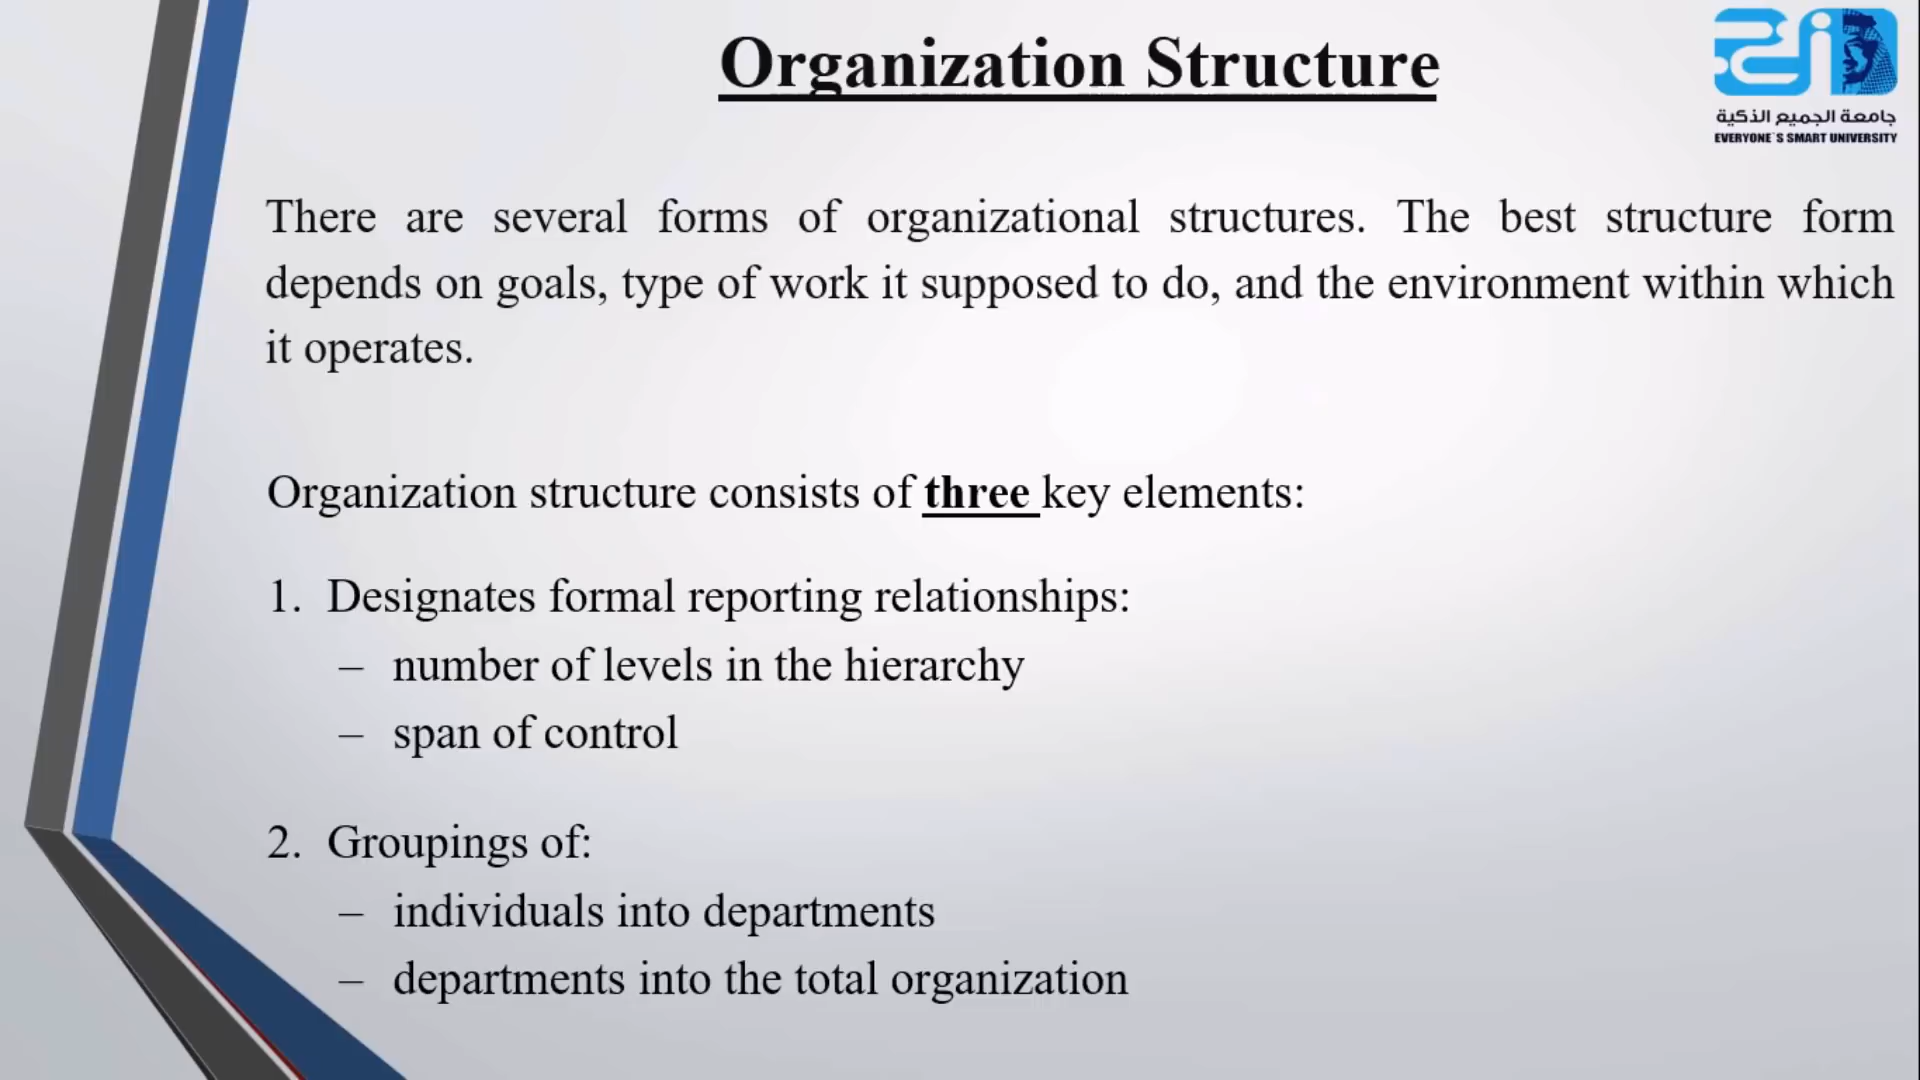 Organization Structure
جامعة الجميع الذكية
EVERYONE`S SMART UNIVERSITY
There are several forms of organizational structures. The best structure form
depends on goals, type of work it supposed to do, and the environment within which
it operates.
Organization structure consists of three key elements:
1. Designates formal reporting relationships:
– number of levels in the hierarchy
– span of control
2. Groupings of:
– individuals into departments
– departments into the total organization